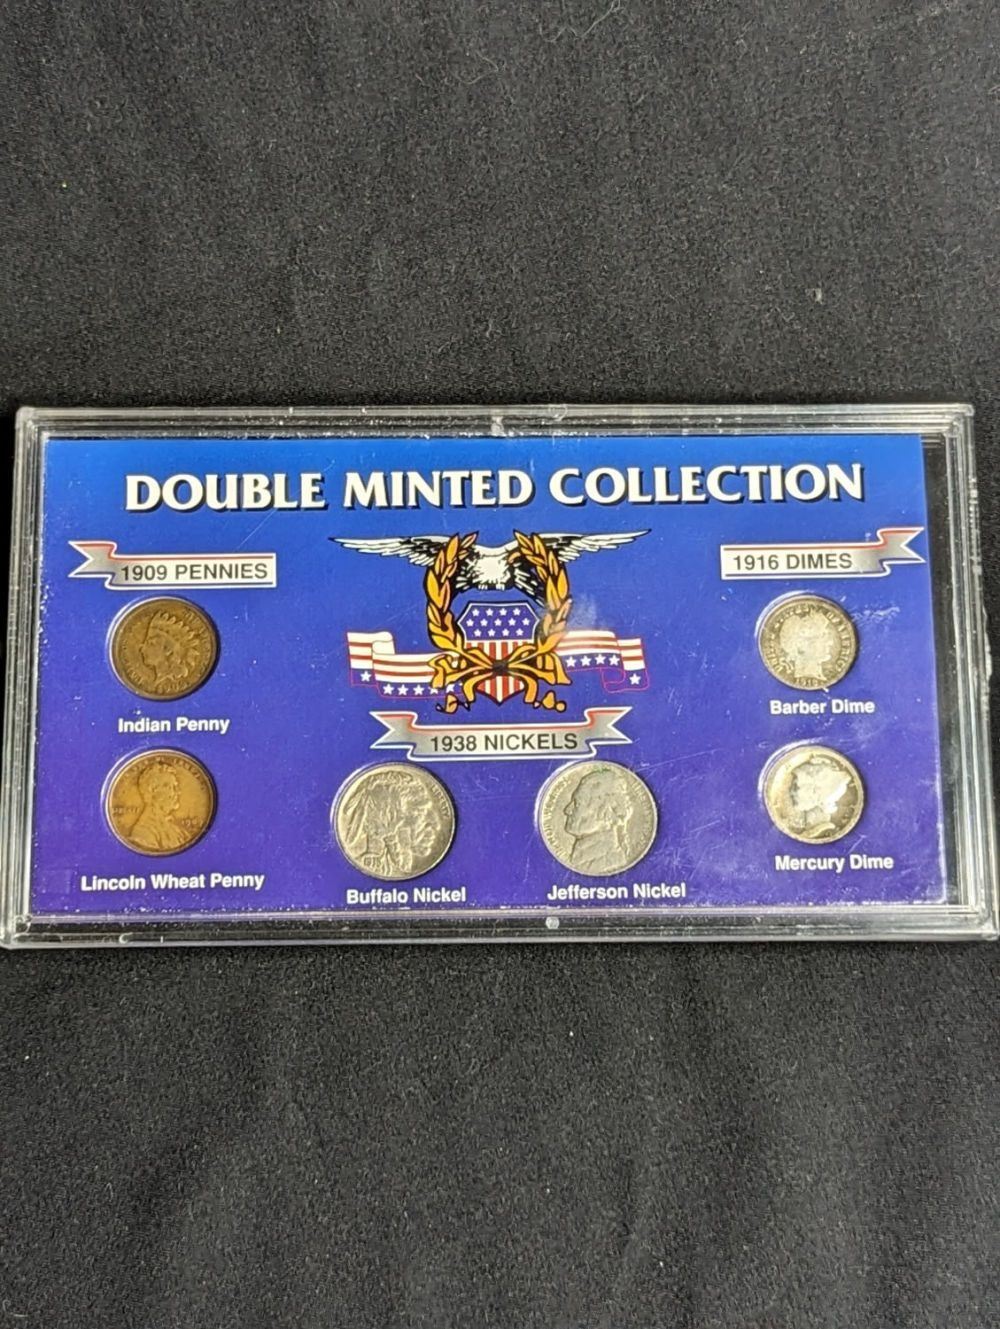 DOUBLE MINTED COLLECTION
1909 PENNIES
1916 DIMES
Indian Penny
Barber Dime
1938 NICKELS
Lincoln Wheat Penny
Buffalo Nickel
Jefferson Nickel
Mercury Dime